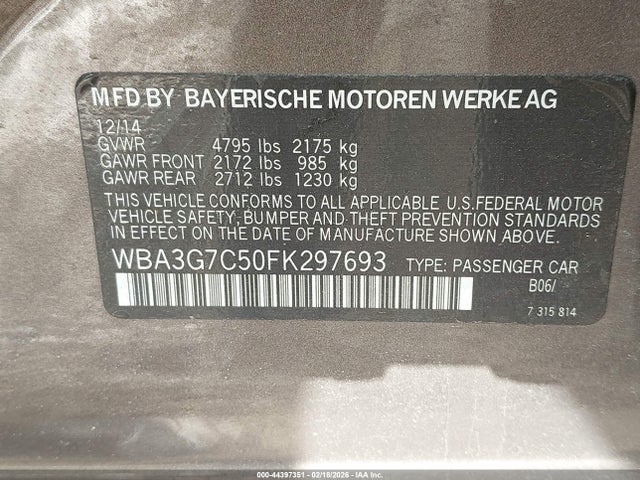 MFD BY BAYERISCHE MOTOREN WERKE AG
12/14
GVWR 4795 lbs 2175 kg
GAWR FRONT 2172 lbs 985 kg
GAWR REAR 2712 lbs 1230 kg
THIS VEHICLE CONFORMS TO ALL APPLICABLE U.S.FEDERAL MOTOR
VEHICLE SAFETY, BUMPER AND THEFT PREVENTION STANDARDS
IN EFFECT ON THE DATE OF MANUFACTURE SHOWN ABOVE.
WBA3G7C50FK297693 TYPE: PASSENGER CAR
B06/
7 315 814
000-44397351 - 02/18/2026 - IAAI.COM